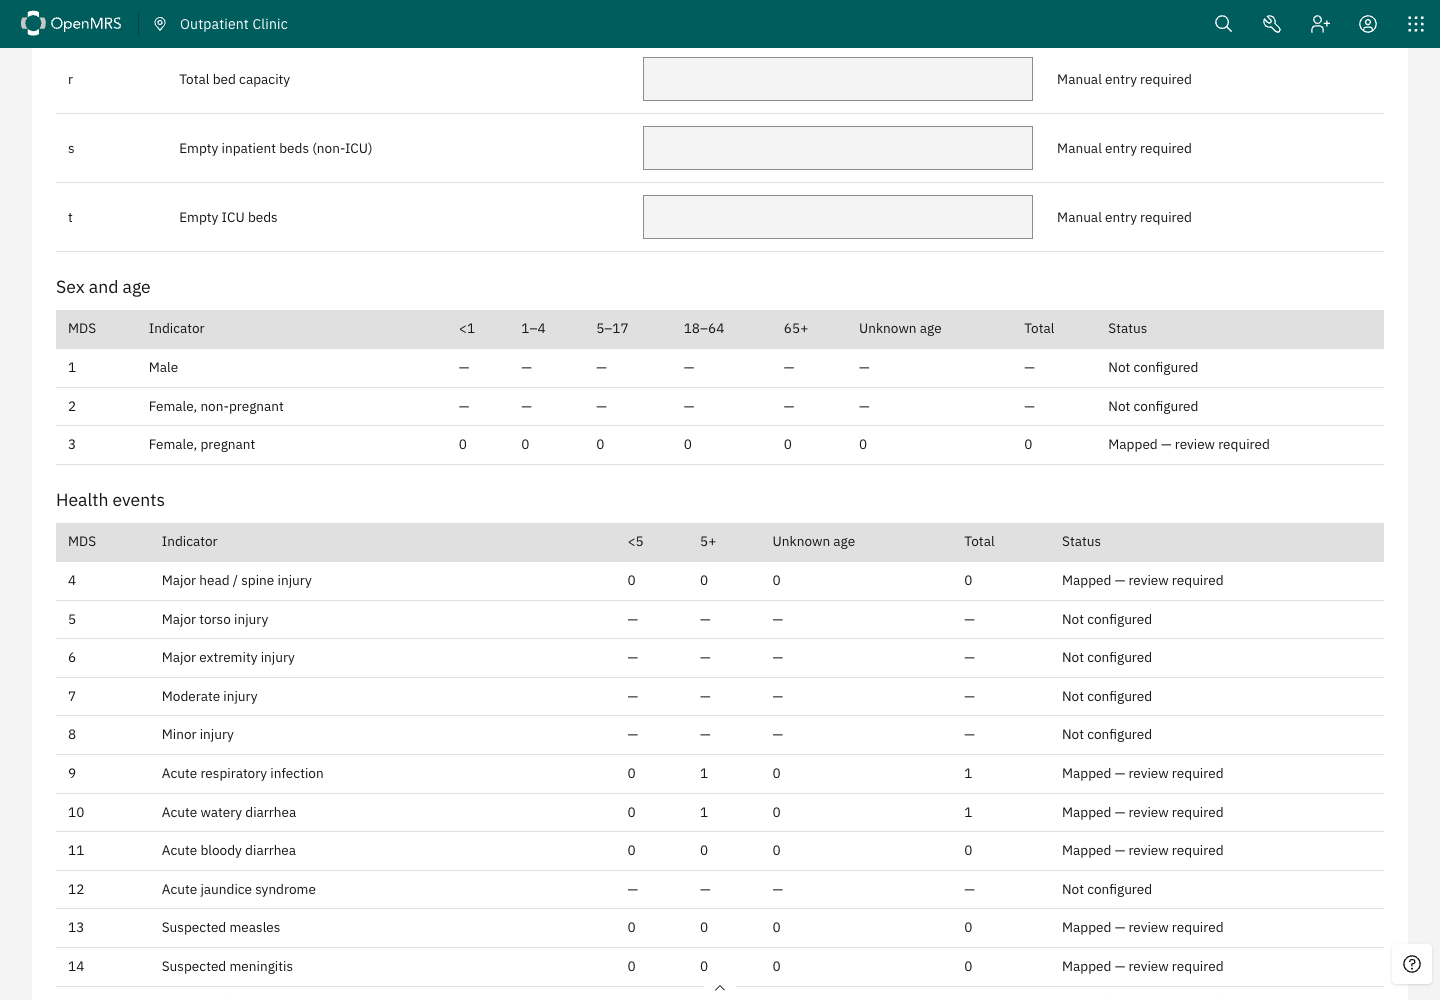 OpenMRS Outpatient Clinic
r Total bed capacity Manual entry required
s Empty inpatient beds (non-ICU) Manual entry required
t Empty ICU beds Manual entry required
Sex and age
MDS Indicator <1 1–4 5–17 18–64 65+ Unknown age Total Status
1 Male — — — — — — — Not configured
2 Female, non-pregnant — — — — — — — Not configured
3 Female, pregnant 0 0 0 0 0 0 0 Mapped — review required
Health events
MDS Indicator <5 5+ Unknown age Total Status
4 Major head / spine injury 0 0 0 0 Mapped — review required
5 Major torso injury — — — — Not configured
6 Major extremity injury — — — — Not configured
7 Moderate injury — — — — Not configured
8 Minor injury — — — — Not configured
9 Acute respiratory infection 0 1 0 1 Mapped — review required
10 Acute watery diarrhea 0 1 0 1 Mapped — review required
11 Acute bloody diarrhea 0 0 0 0 Mapped — review required
12 Acute jaundice syndrome — — — — Not configured
13 Suspected measles 0 0 0 0 Mapped — review required
14 Suspected meningitis 0 0 0 0 Mapped — review required